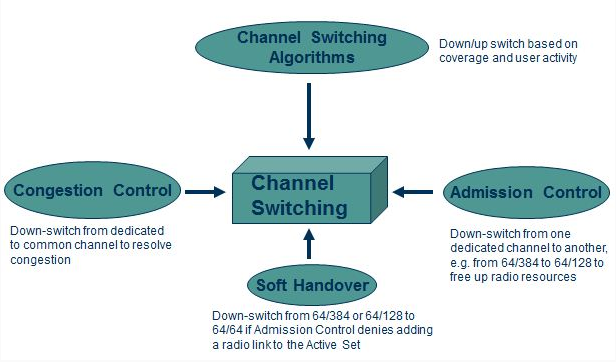 Channel Switching
Algorithms
Down/up switch based on
coverage and user activity
Congestion Control
Down-switch from dedicated
to common channel to resolve
congestion
Channel
Switching
Admission Control
Down-switch from one
dedicated channel to another,
e.g. from 64/384 to 64/128 to
free up radio resources
Soft Handover
Down-switch from 64/384 or 64/128 to
64/64 if Admission Control denies adding
a radio link to the Active Set